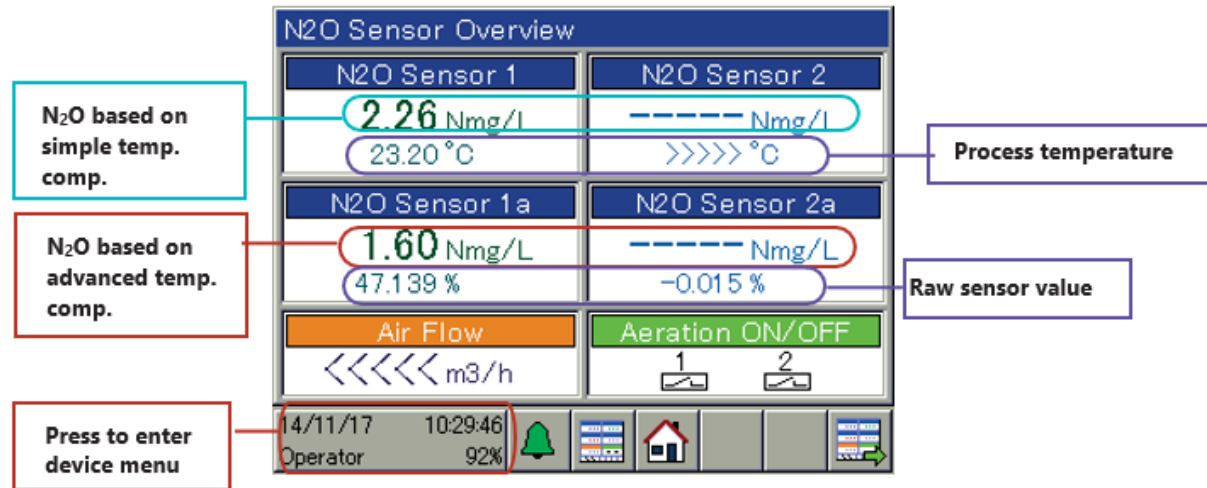 N2O Sensor Overview
N2O Sensor 1
N2O Sensor 2
N2O based on
simple temp.
comp.
2.26 Nmg/L
----- Nmg/L
23.20 °C
>>>>> °C
Process temperature
N2O Sensor 1a
N2O Sensor 2a
N2O based on
advanced temp.
comp.
1.60 Nmg/L
----- Nmg/L
47.139 %
-0.015 %
Raw sensor value
Air Flow
Aeration ON/OFF
<<<<< m3/h
1 2
Press to enter
device menu
14/11/17 10:29:46
Operator 92%